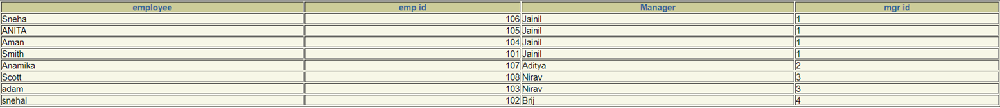 employee emp id Manager mgr id
Sneha 106 Jainil 1
ANITA 105 Jainil 1
Aman 104 Jainil 1
Smith 101 Jainil 1
Anamika 107 Aditya 2
Scott 108 Nirav 3
adam 103 Nirav 3
snehal 102 Brij 4